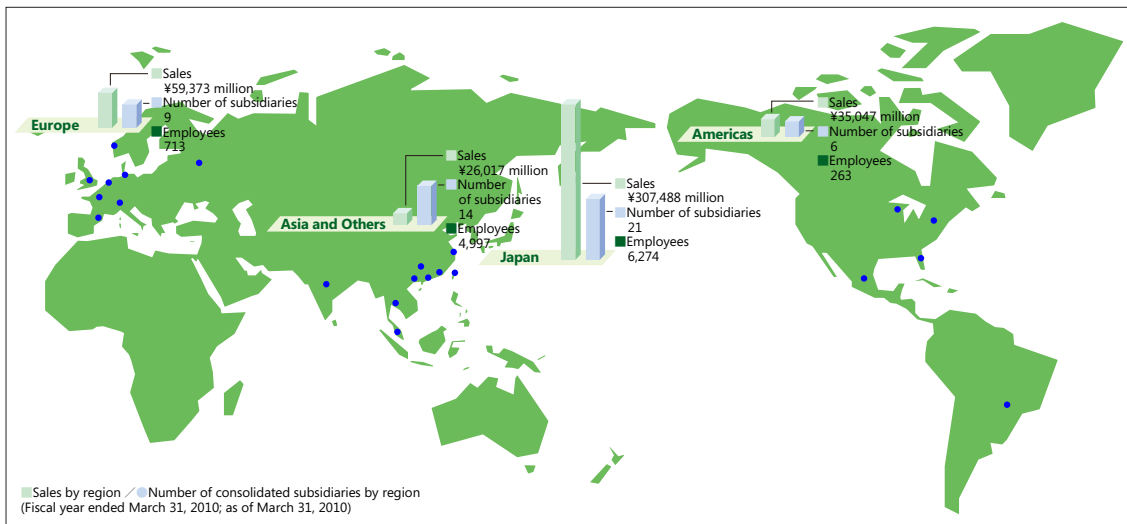 Sales
¥59,373 million
Number of subsidiaries
9
Employees
713
Europe
Sales
¥26,017 million
Number
of subsidiaries
14
Employees
4,997
Asia and Others
Sales
¥307,488 million
Number of subsidiaries
21
Employees
6,274
Japan
Sales
¥35,047 million
Number of subsidiaries
6
Employees
263
Americas
Sales by region / Number of consolidated subsidiaries by region
(Fiscal year ended March 31, 2010; as of March 31, 2010)